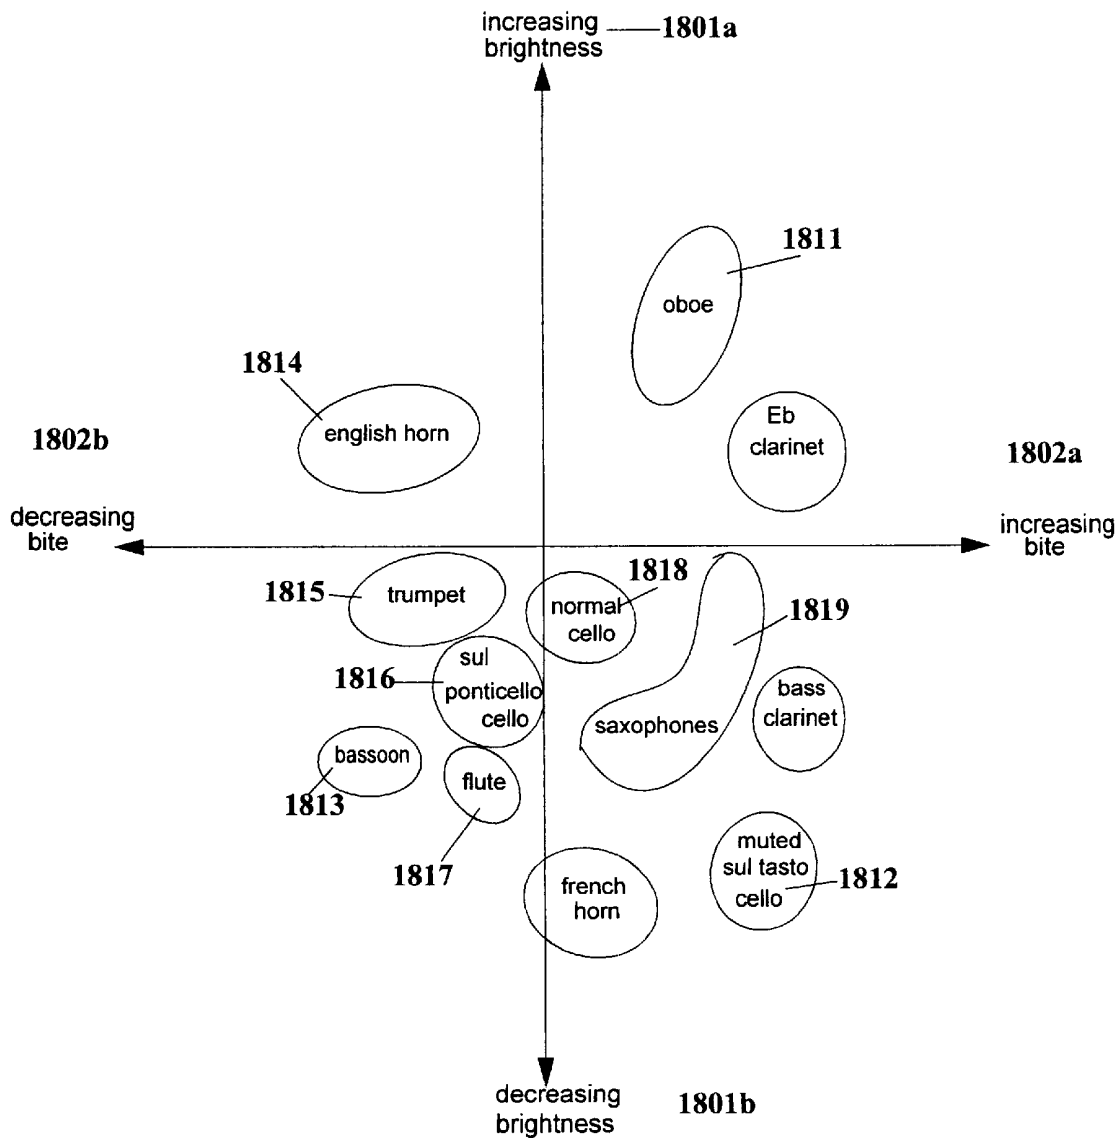 increasing
brightness
1801a
1811
oboe
1814
english horn
Eb
clarinet
1802b
1802a
decreasing
bite
increasing
bite
1815
trumpet
1818
normal
cello
1819
1816
sul
ponticello
cello
saxophones
bass
clarinet
bassoon
1813
flute
1817
french
horn
muted
sul tasto
cello
1812
decreasing
brightness
1801b